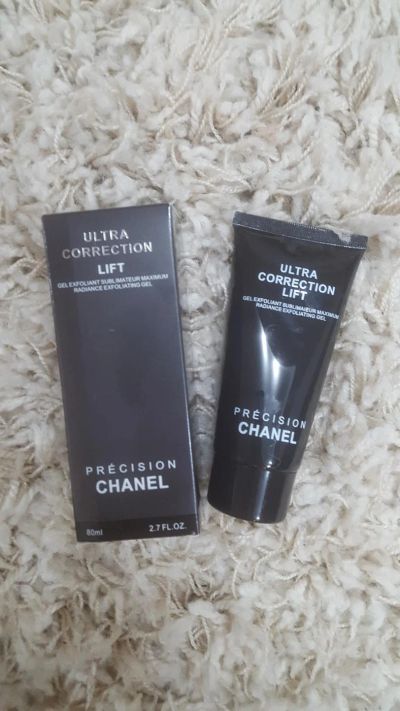 ULTRA
CORRECTION
LIFT
GEL EXFOLIANT SUBLIMATEUR MAXIMUM
RADIANCE EXFOLIATING GEL
PRÉCISION
CHANEL
80ml 2.7 FL.OZ.
ULTRA
CORRECTION
LIFT
GEL EXFOLIANT SUBLIMATEUR MAXIMUM
RADIANCE EXFOLIATING GEL
PRÉCISION
CHANEL